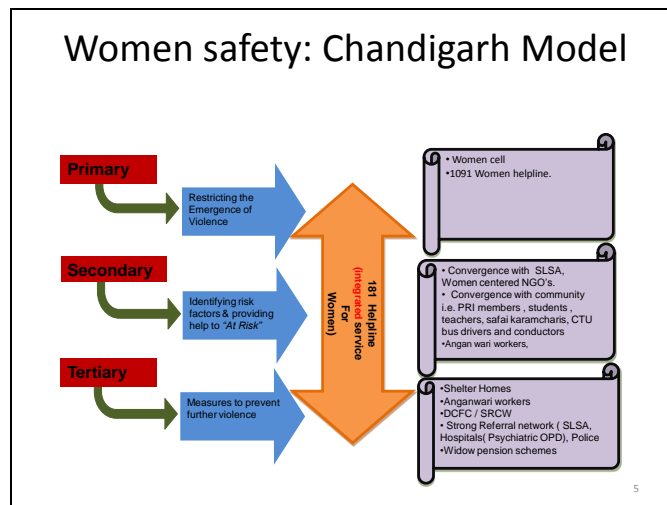 Women safety: Chandigarh Model
Primary
Restricting the
Emergence of
Violence
Secondary
Identifying risk
factors & providing
help to "At Risk"
Tertiary
Measures to prevent
further violence
181 Helpline
(integrated service
For
Women)
• Women cell
•1091 Women helpline.
• Convergence with SLSA,
Women centered NGO's.
• Convergence with community
i.e. PRI members , students ,
teachers, safai karamcharis, CTU
bus drivers and conductors
•Angan wari workers,
•Shelter Homes
•Anganwari workers
•DCFC / SRCW
• Strong Referral network ( SLSA,
Hospitals( Psychiatric OPD), Police
•Widow pension schemes
5